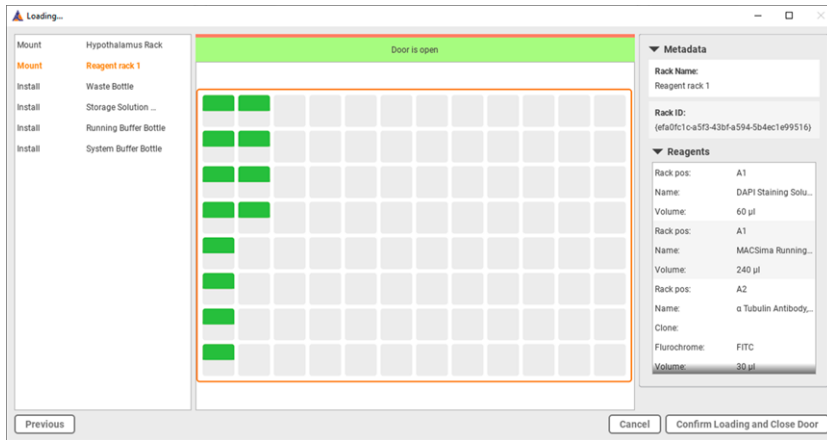 Loading...
Mount Hypothalamus Rack
Mount Reagent rack 1
Install Waste Bottle
Install Storage Solution ...
Install Running Buffer Bottle
Install System Buffer Bottle
Door is open
Metadata
Rack Name:
Reagent rack 1
Rack ID:
{efa0fc1c-a5f3-43bf-a594-5b4ec1e99516}
Reagents
Rack pos: A1
Name: DAPI Staining Solu...
Volume: 60 µl
Rack pos: A1
Name: MACSima Running...
Volume: 240 µl
Rack pos: A2
Name: α Tubulin Antibody,...
Clone:
Flurochrome: FITC
Volume: 30 µl
Previous
Cancel
Confirm Loading and Close Door